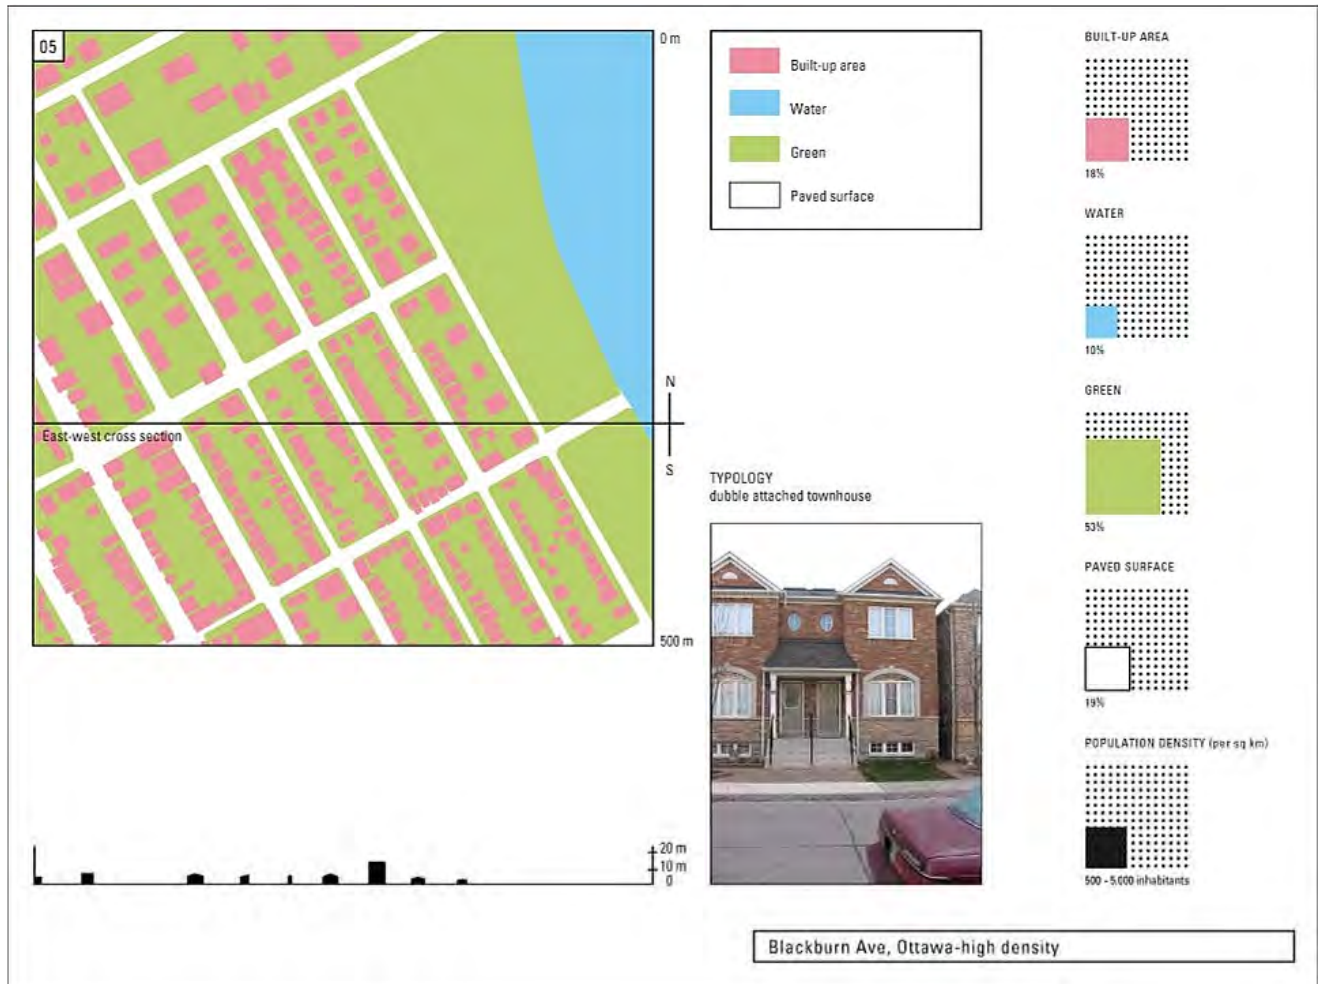 05
0 m
East-west cross section
N
S
500 m
20 m
10 m
0
Built-up area
Water
Green
Paved surface
TYPOLOGY
dubble attached townhouse
BUILT-UP AREA
18%
WATER
10%
GREEN
53%
PAVED SURFACE
19%
POPULATION DENSITY (per sq km)
500 - 5.000 inhabitants
Blackburn Ave, Ottawa-high density